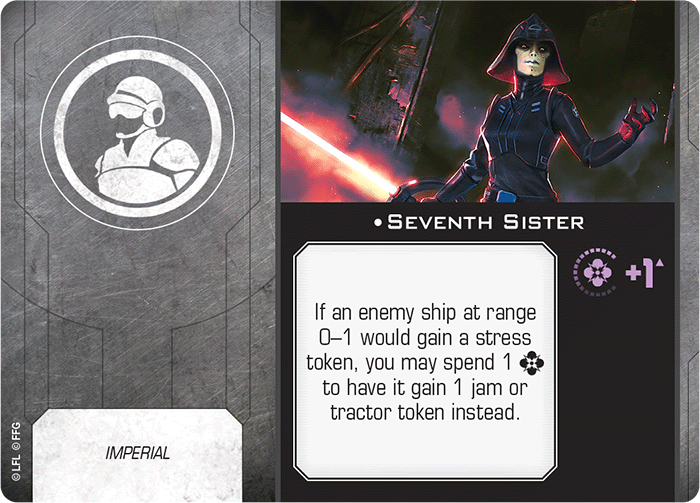 • SEVENTH SISTER
+1
If an enemy ship at range
0–1 would gain a stress
token, you may spend 1
to have it gain 1 jam or
tractor token instead.
IMPERIAL
© LFL © FFG